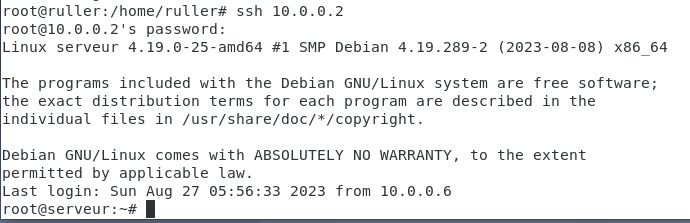 root@ruller:/home/ruller# ssh 10.0.0.2
root@10.0.0.2's password:
Linux serveur 4.19.0-25-amd64 #1 SMP Debian 4.19.289-2 (2023-08-08) x86_64
The programs included with the Debian GNU/Linux system are free software;
the exact distribution terms for each program are described in the
individual files in /usr/share/doc/*/copyright.
Debian GNU/Linux comes with ABSOLUTELY NO WARRANTY, to the extent
permitted by applicable law.
Last login: Sun Aug 27 05:56:33 2023 from 10.0.0.6
root@serveur:~#